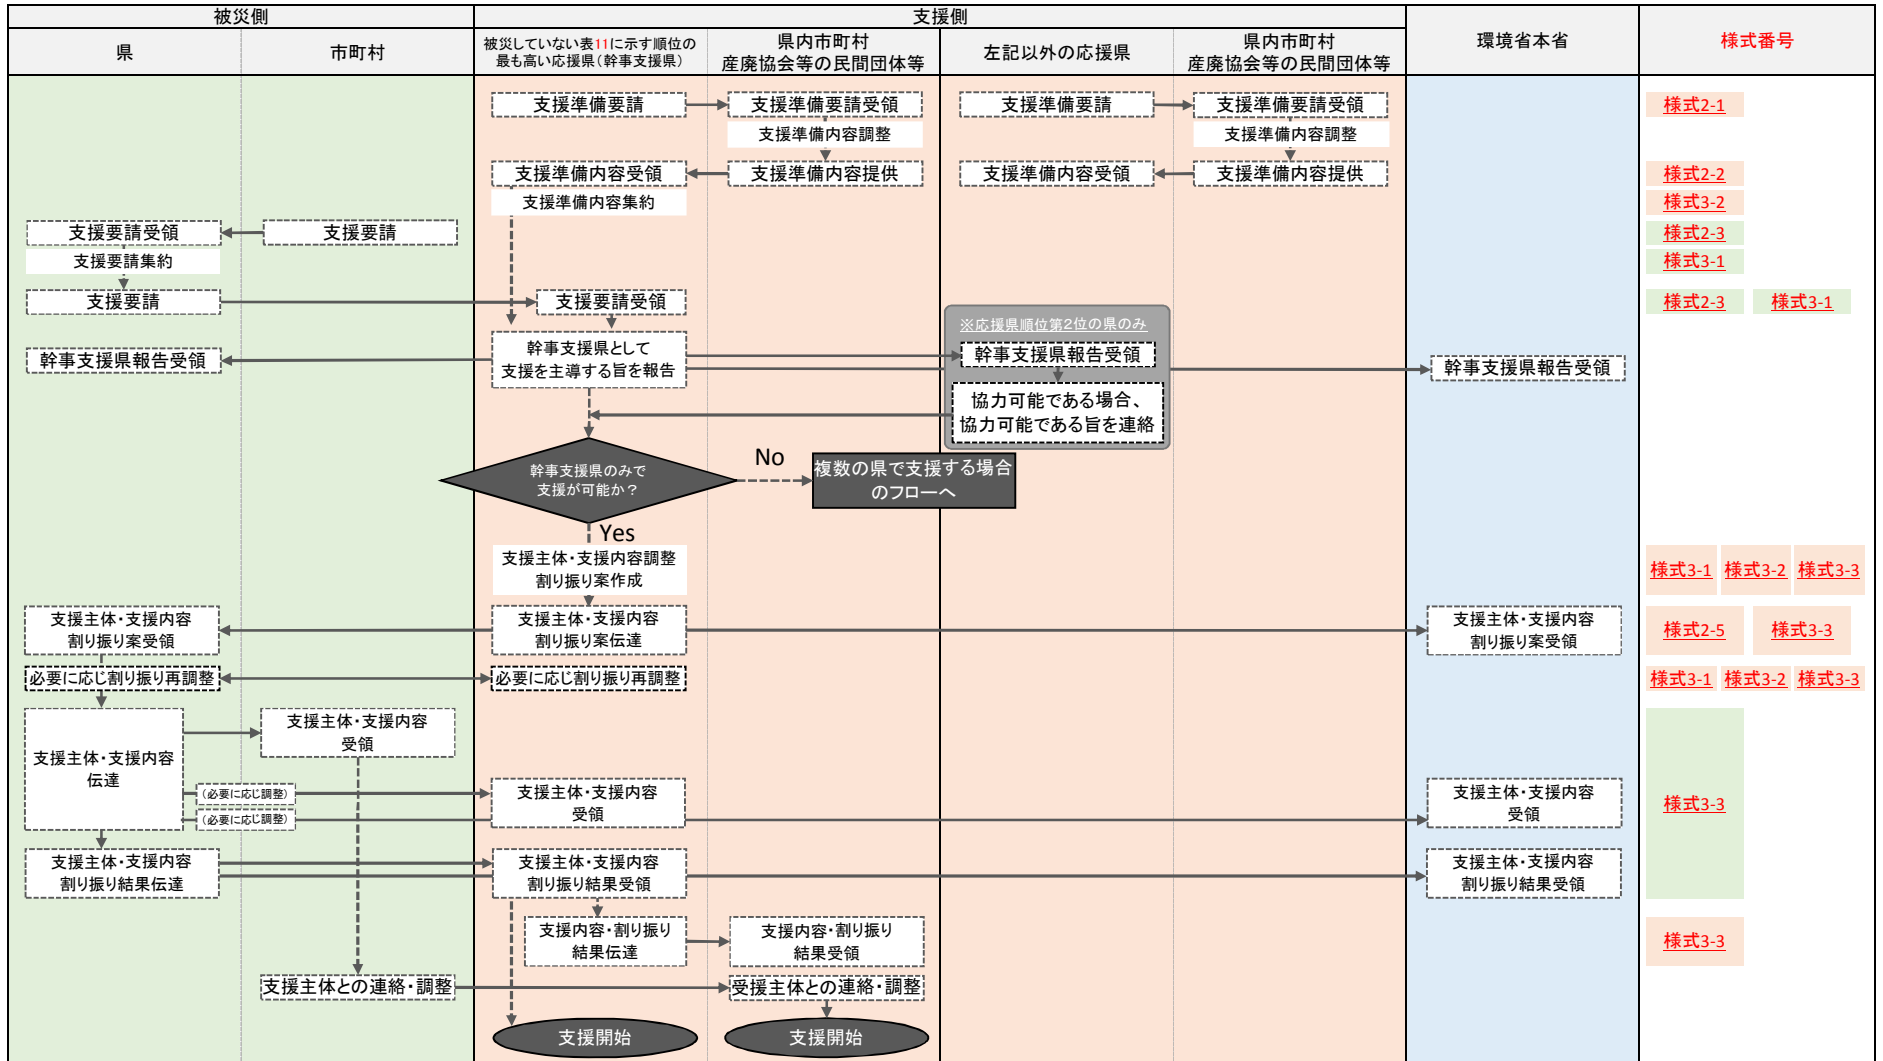 被災側
支援側
県
市町村
被災していない表11に示す順位の
最も高い応援県(幹事支援県)
県内市町村
産廃協会等の民間団体等
左記以外の応援県
県内市町村
産廃協会等の民間団体等
環境省本省
様式番号
支援準備要請
支援準備要請受領
支援準備要請
支援準備要請受領
様式2-1
支援準備内容調整
支援準備内容調整
支援準備内容受領
支援準備内容提供
支援準備内容受領
支援準備内容提供
様式2-2
支援準備内容集約
様式3-2
支援要請受領
支援要請
様式2-3
支援要請集約
様式3-1
支援要請
支援要請受領
様式2-3
様式3-1
※応援県順位第2位の県のみ
幹事支援県報告受領
幹事支援県として
支援を主導する旨を報告
幹事支援県報告受領
幹事支援県報告受領
協力可能である場合、
協力可能である旨を連絡
幹事支援県のみで
支援が可能か?
No
複数の県で支援する場合
のフローへ
Yes
支援主体・支援内容調整
割り振り案作成
様式3-1
様式3-2
様式3-3
支援主体・支援内容
割り振り案受領
支援主体・支援内容
割り振り案伝達
支援主体・支援内容
割り振り案受領
様式2-5
様式3-3
必要に応じ割り振り再調整
必要に応じ割り振り再調整
様式3-1
様式3-2
様式3-3
支援主体・支援内容
伝達
支援主体・支援内容
受領
(必要に応じ調整)
(必要に応じ調整)
支援主体・支援内容
受領
支援主体・支援内容
受領
様式3-3
支援主体・支援内容
割り振り結果伝達
支援主体・支援内容
割り振り結果受領
支援主体・支援内容
割り振り結果受領
支援内容・割り振り
結果伝達
支援内容・割り振り
結果受領
様式3-3
支援主体との連絡・調整
受援主体との連絡・調整
支援開始
支援開始